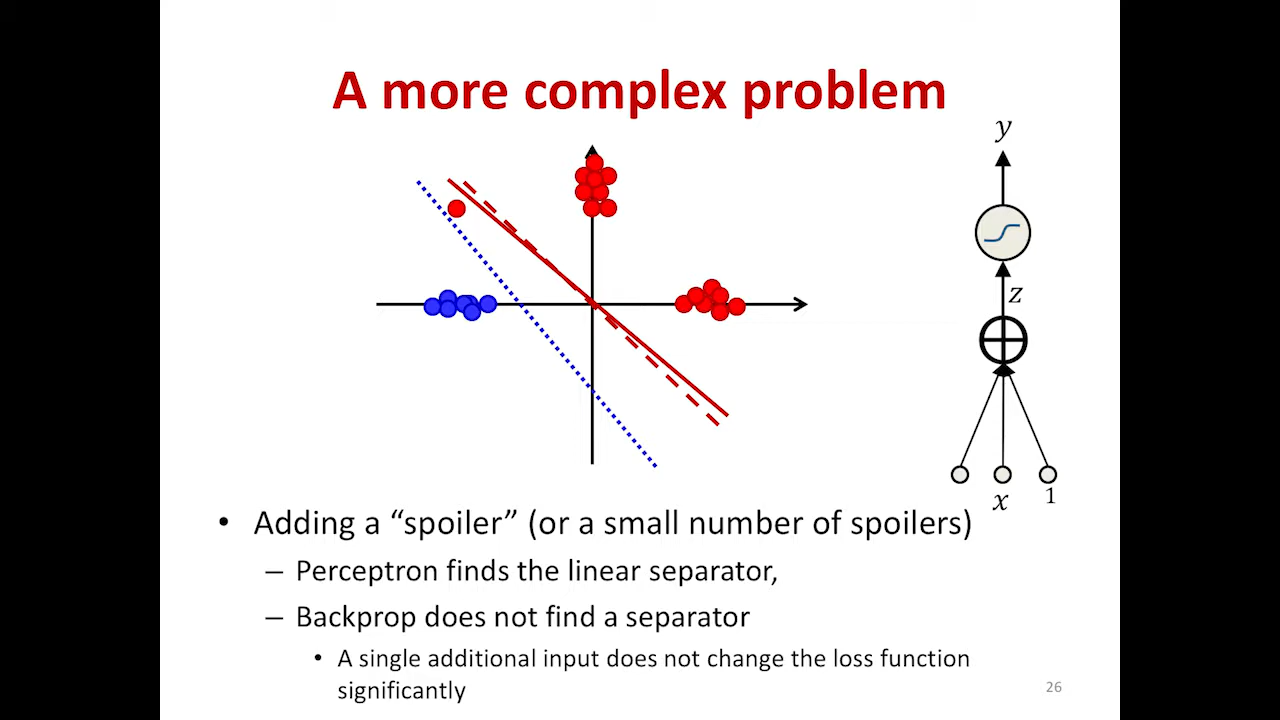 A more complex problem
y
z
x
1
• Adding a “spoiler” (or a small number of spoilers)
– Perceptron finds the linear separator,
– Backprop does not find a separator
• A single additional input does not change the loss function
significantly
26